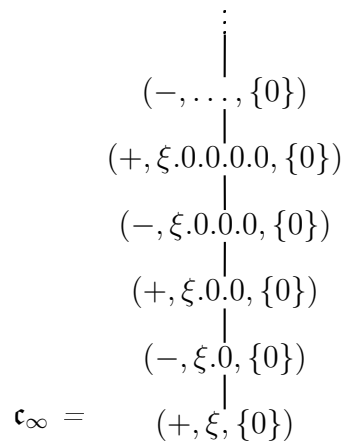 ⋮
(−, …, {0})
(+, ξ.0.0.0.0, {0})
(−, ξ.0.0.0, {0})
(+, ξ.0.0, {0})
(−, ξ.0, {0})
𝔠∞ = (+, ξ, {0})